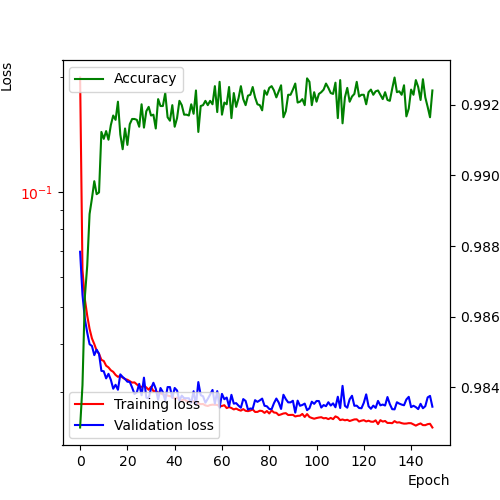 Loss
Accuracy
10⁻¹
0.992
0.990
0.988
0.986
0.984
Training loss
Validation loss
0 20 40 60 80 100 120 140
Epoch